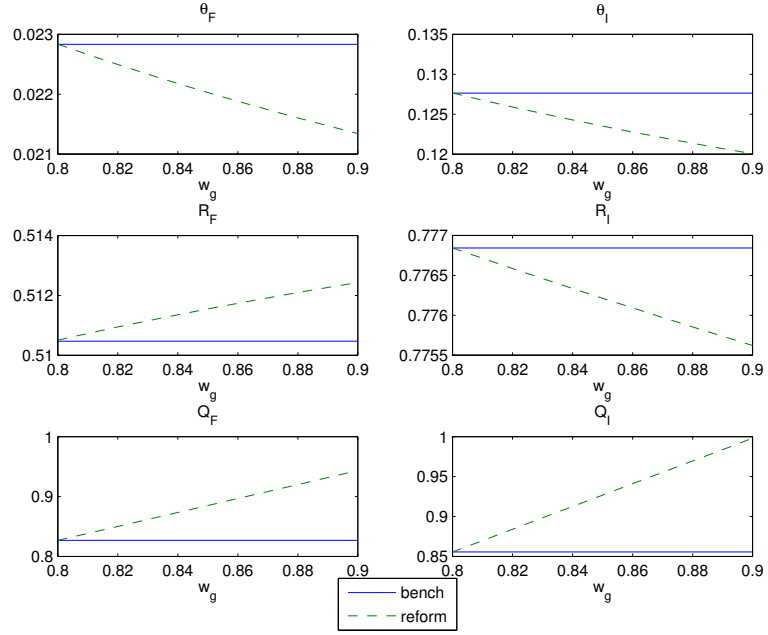 θ_F
0.023
0.022
0.021
0.8 0.82 0.84 0.86 0.88 0.9
w_g
θ_I
0.135
0.13
0.125
0.12
0.8 0.82 0.84 0.86 0.88 0.9
w_g
R_F
0.514
0.512
0.51
0.8 0.82 0.84 0.86 0.88 0.9
w_g
R_I
0.777
0.7765
0.776
0.7755
0.8 0.82 0.84 0.86 0.88 0.9
w_g
Q_F
1
0.9
0.8
0.8 0.82 0.84 0.86 0.88 0.9
w_g
Q_I
1
0.95
0.9
0.85
0.8 0.82 0.84 0.86 0.88 0.9
w_g
bench
reform